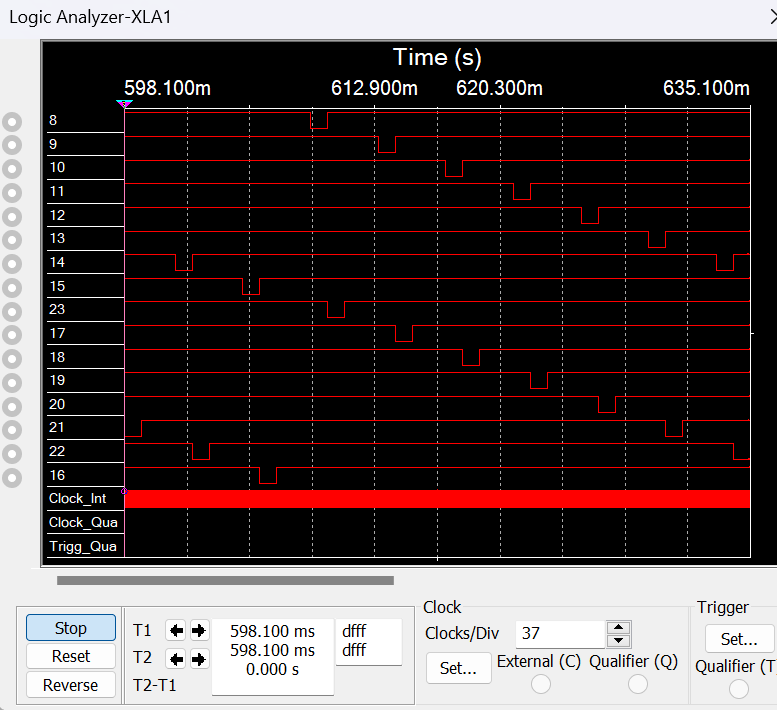 Logic Analyzer-XLA1
Time (s)
598.100m 612.900m 620.300m 635.100m
8
9
10
11
12
13
14
15
23
17
18
19
20
21
22
16
Clock_Int
Clock_Qua
Trigg_Qua
Stop
Reset
Reverse
T1
T2
T2-T1
598.100 ms
598.100 ms
0.000 s
dfff
dfff
Clock
Clocks/Div 37
Set...
External (C) Qualifier (Q)
Trigger
Set...
Qualifier (T